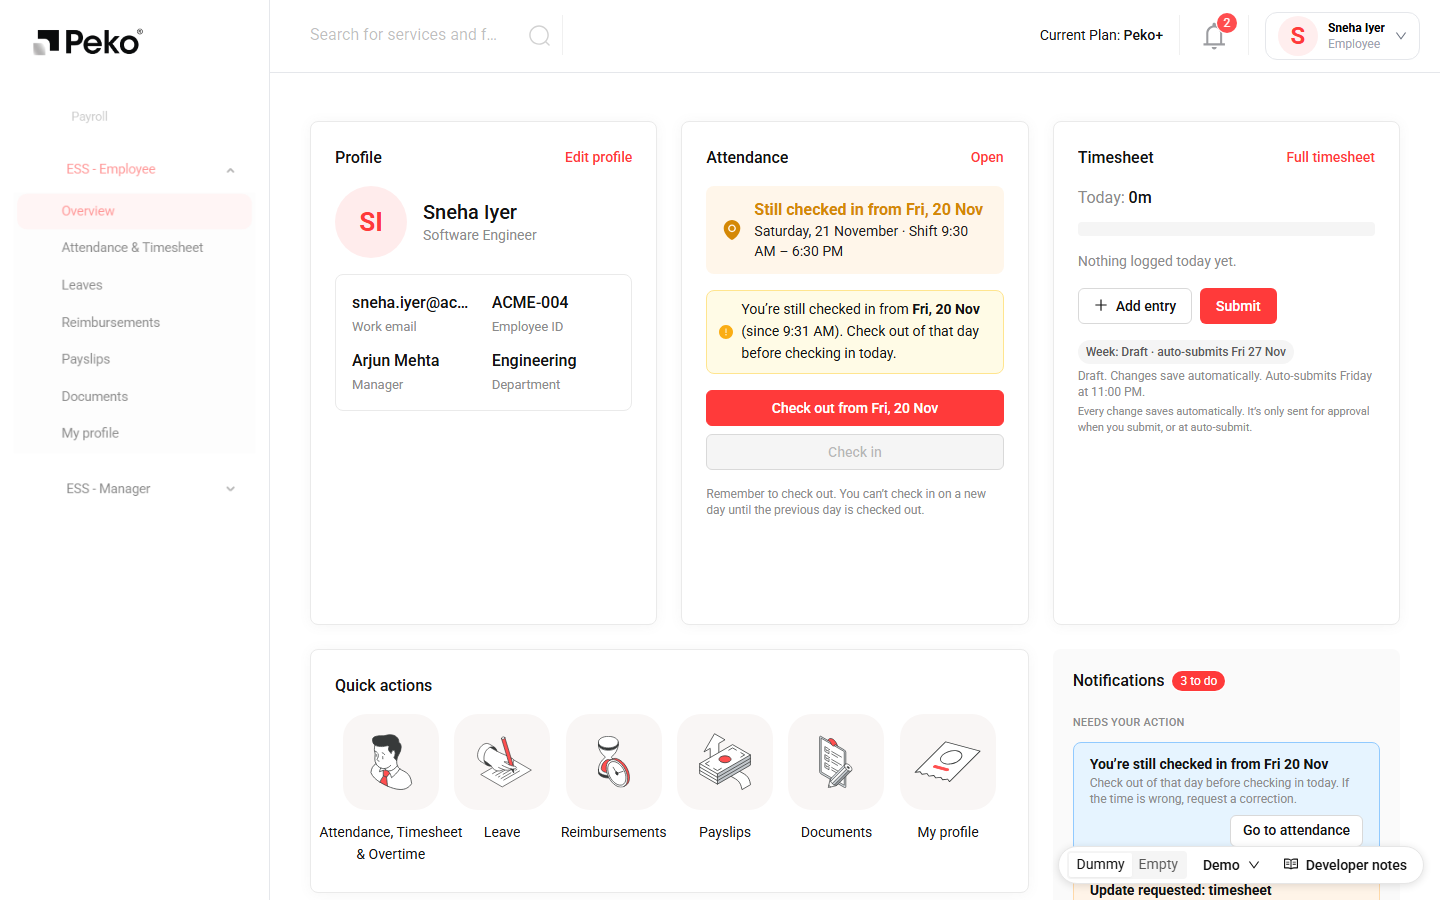 Peko®
Search for services and f...
Current Plan: Peko+
2
S
Sneha Iyer
Employee
Payroll
ESS - Employee
Overview
Attendance & Timesheet
Leaves
Reimbursements
Payslips
Documents
My profile
ESS - Manager
Profile
Edit profile
SI
Sneha Iyer
Software Engineer
sneha.iyer@ac...
ACME-004
Work email
Employee ID
Arjun Mehta
Engineering
Manager
Department
Attendance
Open
Still checked in from Fri, 20 Nov
Saturday, 21 November · Shift 9:30
AM – 6:30 PM
You’re still checked in from Fri, 20 Nov
(since 9:31 AM). Check out of that day
before checking in today.
Check out from Fri, 20 Nov
Check in
Remember to check out. You can’t check in on a new
day until the previous day is checked out.
Timesheet
Full timesheet
Today: 0m
Nothing logged today yet.
Add entry
Submit
Week: Draft · auto-submits Fri 27 Nov
Draft. Changes save automatically. Auto-submits Friday
at 11:00 PM.
Every change saves automatically. It’s only sent for approval
when you submit, or at auto-submit.
Quick actions
Attendance, Timesheet
& Overtime
Leave
Reimbursements
Payslips
Documents
My profile
Notifications
3 to do
NEEDS YOUR ACTION
You’re still checked in from Fri 20 Nov
Check out of that day before checking in today. If
the time is wrong, request a correction.
Go to attendance
Dummy
Empty
Demo
Developer notes
Update requested: timesheet